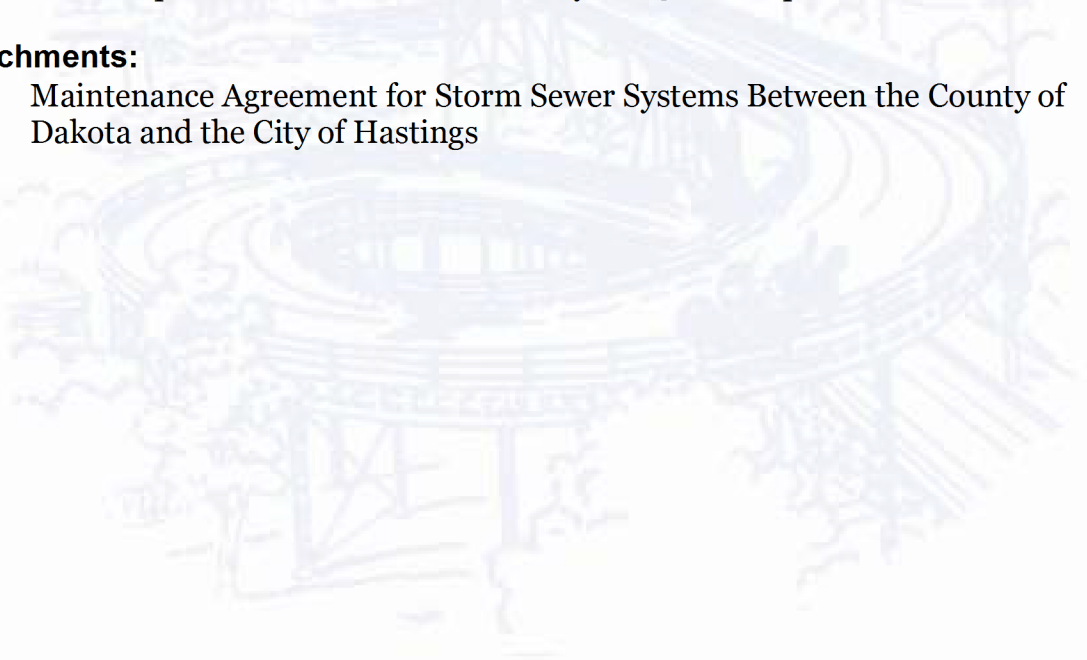 chments:
Maintenance Agreement for Storm Sewer Systems Between the County of
Dakota and the City of Hastings